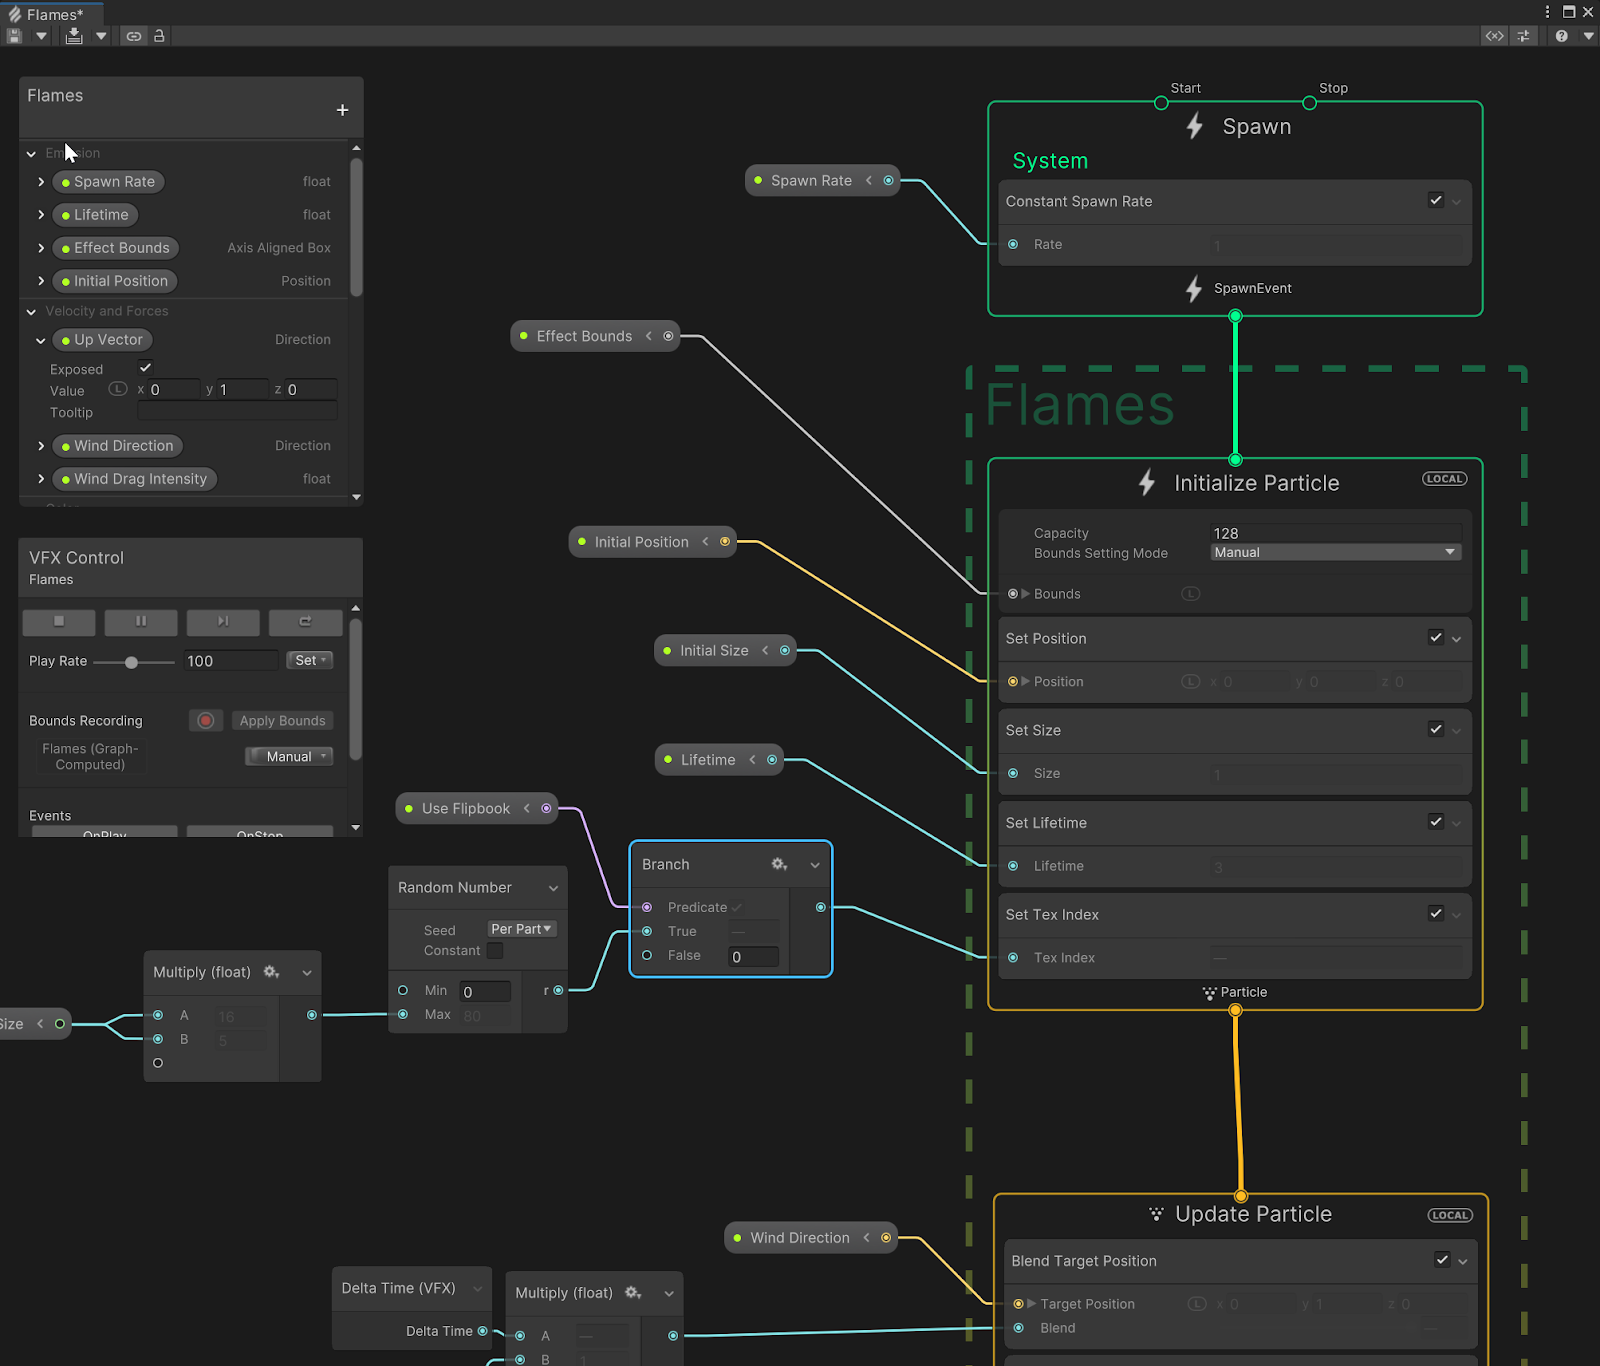 Flames*
Flames
+
Emission
Spawn Rate float
Lifetime float
Effect Bounds Axis Aligned Box
Initial Position Position
Velocity and Forces
Up Vector Direction
Exposed
Value L x 0 y 1 z 0
Tooltip
Wind Direction Direction
Wind Drag Intensity float
VFX Control
Flames
Play Rate 100 Set
Bounds Recording Apply Bounds
Flames (Graph-
Computed)
Manual
Events
OnPlay OnStop
Start Stop
Spawn
System
Constant Spawn Rate
Rate 1
SpawnEvent
Spawn Rate
Effect Bounds
Flames
Initialize Particle LOCAL
Capacity 128
Bounds Setting Mode Manual
Bounds L
Set Position
Position L x 0 y 0 z 0
Set Size
Size 1
Set Lifetime
Lifetime 3
Set Tex Index
Tex Index —
Particle
Initial Position
Initial Size
Lifetime
Use Flipbook
Branch
Predicate
True —
False 0
Random Number
Seed Per Part
Constant
Min 0 r
Max 80
Multiply (float)
A 16
B 5
Size
Update Particle LOCAL
Blend Target Position
Target Position L x 0 y 1 z 0
Blend —
Wind Direction
Delta Time (VFX)
Delta Time
Multiply (float)
A —
B 1